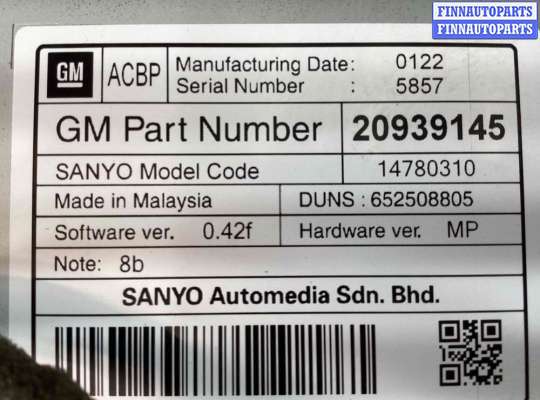 FINNAUTOPARTS
FINNAUTOPARTS
GM ACBP Manufacturing Date: 0122
Serial Number : 5857
GM Part Number 20939145
SANYO Model Code 14780310
Made in Malaysia DUNS : 652508805
Software ver. 0.42f Hardware ver. MP
Note: 8b
SANYO Automedia Sdn. Bhd.